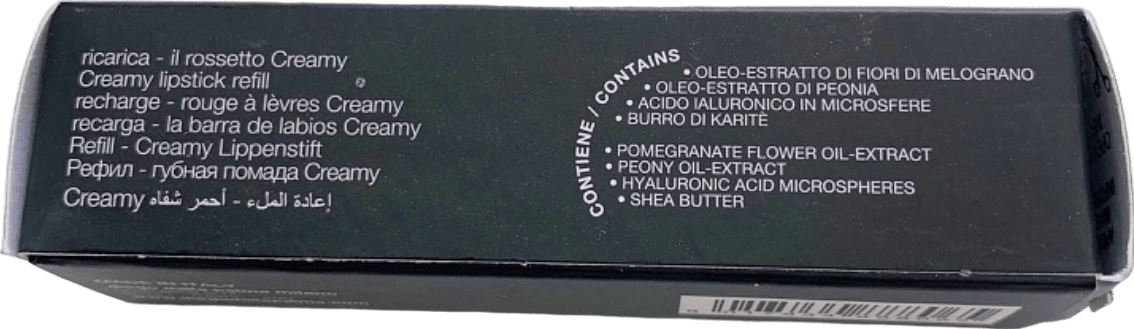 ricarica - il rossetto Creamy
Creamy lipstick refill
recharge - rouge à lèvres Creamy
recarga - la barra de labios Creamy
Refill - Creamy Lippenstift
Рефил - губная помада Creamy
إعادة الملء - أحمر شفاه Creamy
CONTIENE / CONTAINS
• OLEO-ESTRATTO DI FIORI DI MELOGRANO
• OLEO-ESTRATTO DI PEONIA
• ACIDO IALURONICO IN MICROSFERE
• BURRO DI KARITÈ
• POMEGRANATE FLOWER OIL-EXTRACT
• PEONY OIL-EXTRACT
• HYALURONIC ACID MICROSPHERES
• SHEA BUTTER
MADE IN ITALY